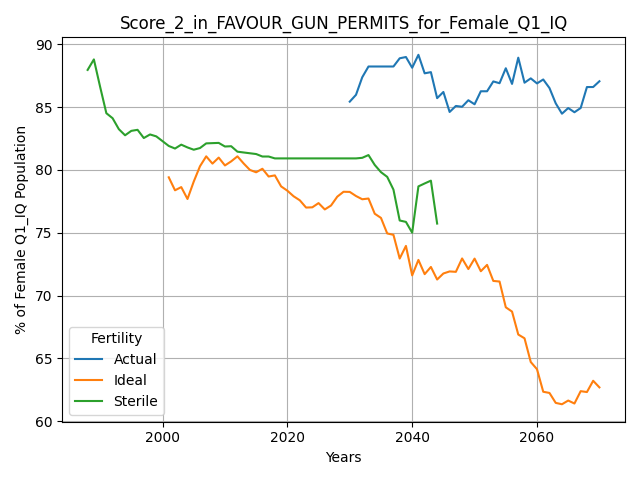 Score_2_in_FAVOUR_GUN_PERMITS_for_Female_Q1_IQ
% of Female Q1_IQ Population
90
85
80
75
70
65
60
Fertility
Actual
Ideal
Sterile
2000 2020 2040 2060
Years